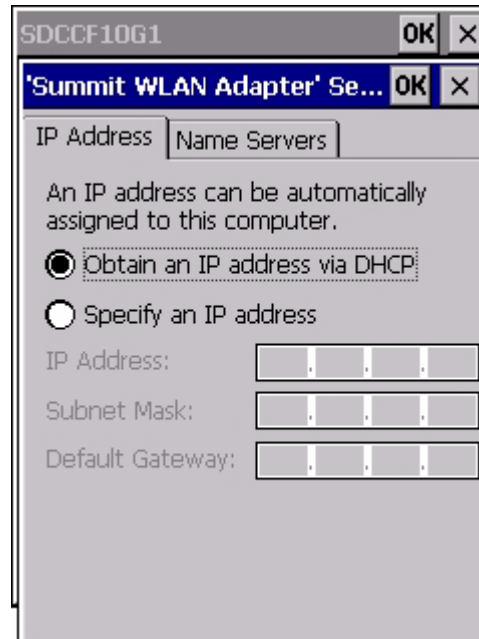 SDCCF10G1 OK ×
'Summit WLAN Adapter' Se... OK ×
IP Address Name Servers
An IP address can be automatically
assigned to this computer.
Obtain an IP address via DHCP
Specify an IP address
IP Address: . . .
Subnet Mask: . . .
Default Gateway: . . .